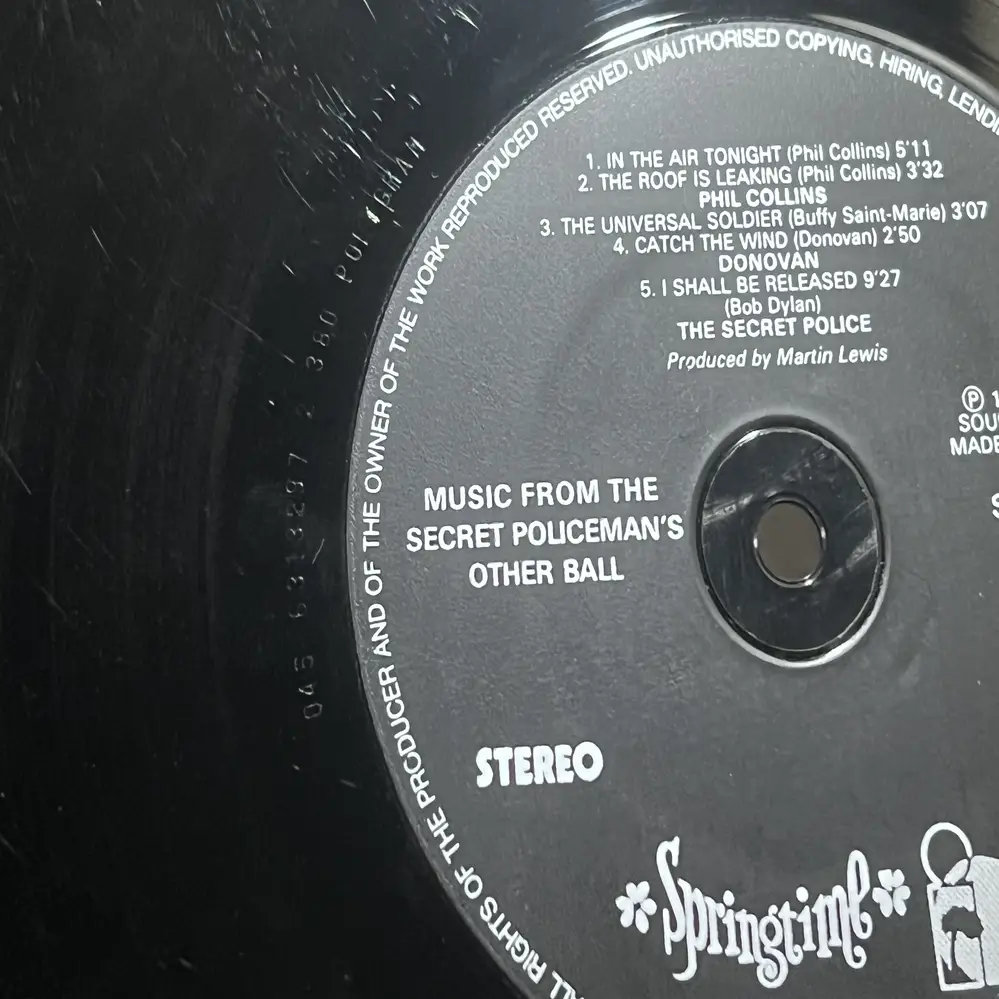 ALL RIGHTS OF THE PRODUCER AND OF THE OWNER OF THE WORK REPRODUCED RESERVED. UNAUTHORISED COPYING, HIRING,
1. IN THE AIR TONIGHT (Phil Collins) 5'11
2. THE ROOF IS LEAKING (Phil Collins) 3'32
PHIL COLLINS
3. THE UNIVERSAL SOLDIER (Buffy Saint-Marie) 3'07
4. CATCH THE WIND (Donovan) 2'50
DONOVAN
5. I SHALL BE RELEASED 9'27
(Bob Dylan)
THE SECRET POLICE
Produced by Martin Lewis
℗
MADE
MUSIC FROM THE
SECRET POLICEMAN'S
OTHER BALL
STEREO
Springtime
2 380